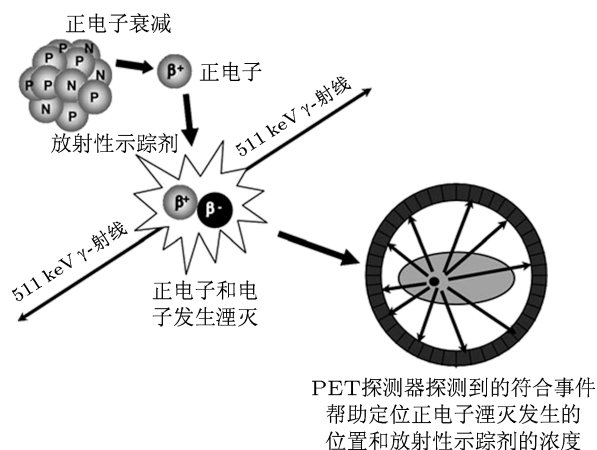 正电子衰减
P
P
N
P
N
P
P
N
P
N
P
β+
正电子
放射性示踪剂
511 keV γ-射线
β+
β-
511 keV γ-射线
正电子和电
子发生湮灭
PET探测器探测到的符合事件
帮助定位正电子湮灭发生的
位置和放射性示踪剂的浓度